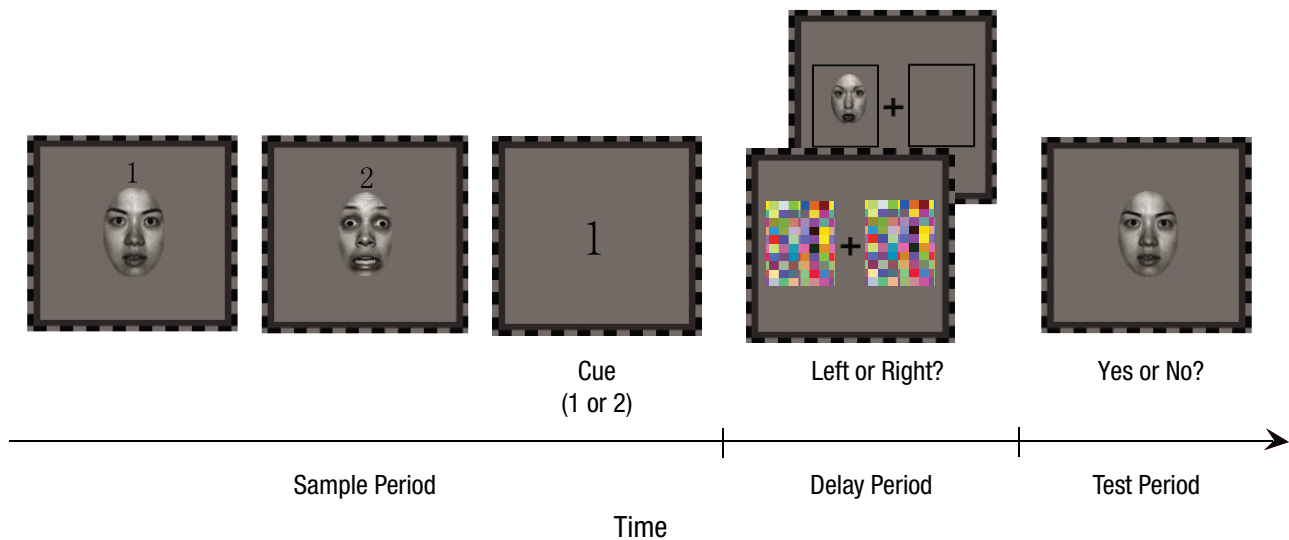 1
2
1
+
+
Cue
(1 or 2)
Left or Right?
Yes or No?
Sample Period
Delay Period
Test Period
Time